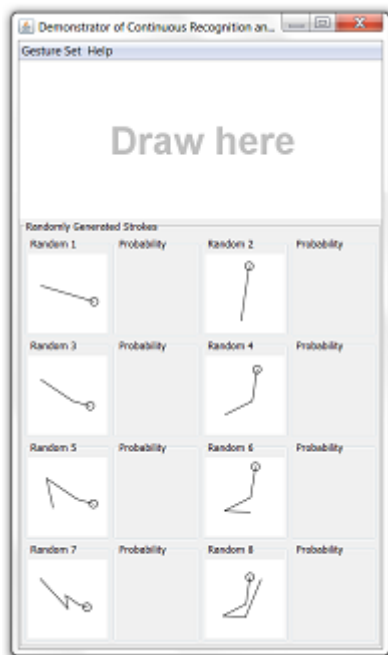 Demonstrator of Continuous Recognition an...
Gesture Set Help
Draw here
Randomly Generated Strokes
Random 1 Probability Random 2 Probability
Random 3 Probability Random 4 Probability
Random 5 Probability Random 6 Probability
Random 7 Probability Random 8 Probability